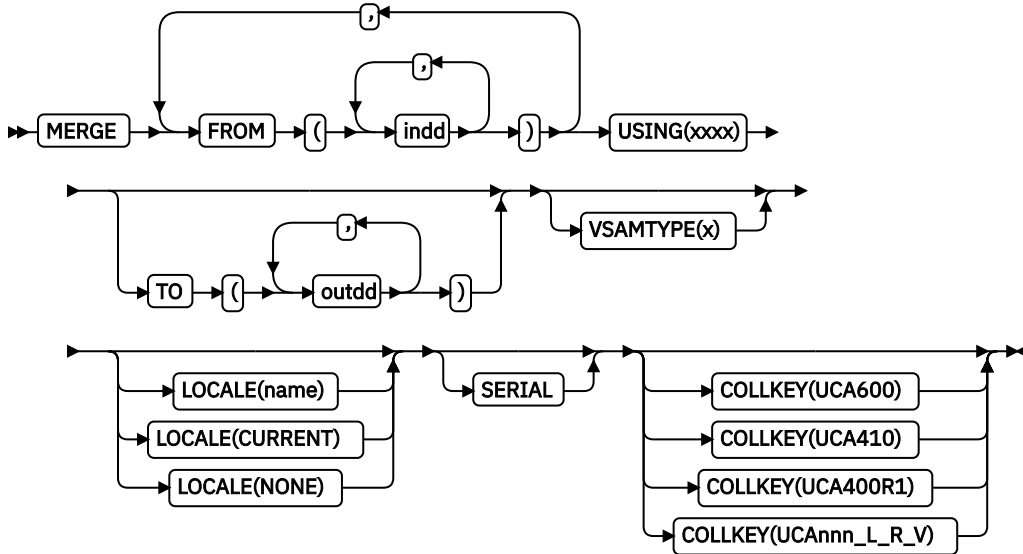 ,
,
MERGE FROM ( indd ) USING(xxxx)
,
VSAMTYPE(x)
TO ( outdd )
LOCALE(name) SERIAL COLLKEY(UCA600)
LOCALE(CURRENT) COLLKEY(UCA410)
LOCALE(NONE) COLLKEY(UCA400R1)
COLLKEY(UCAnnn_L_R_V)